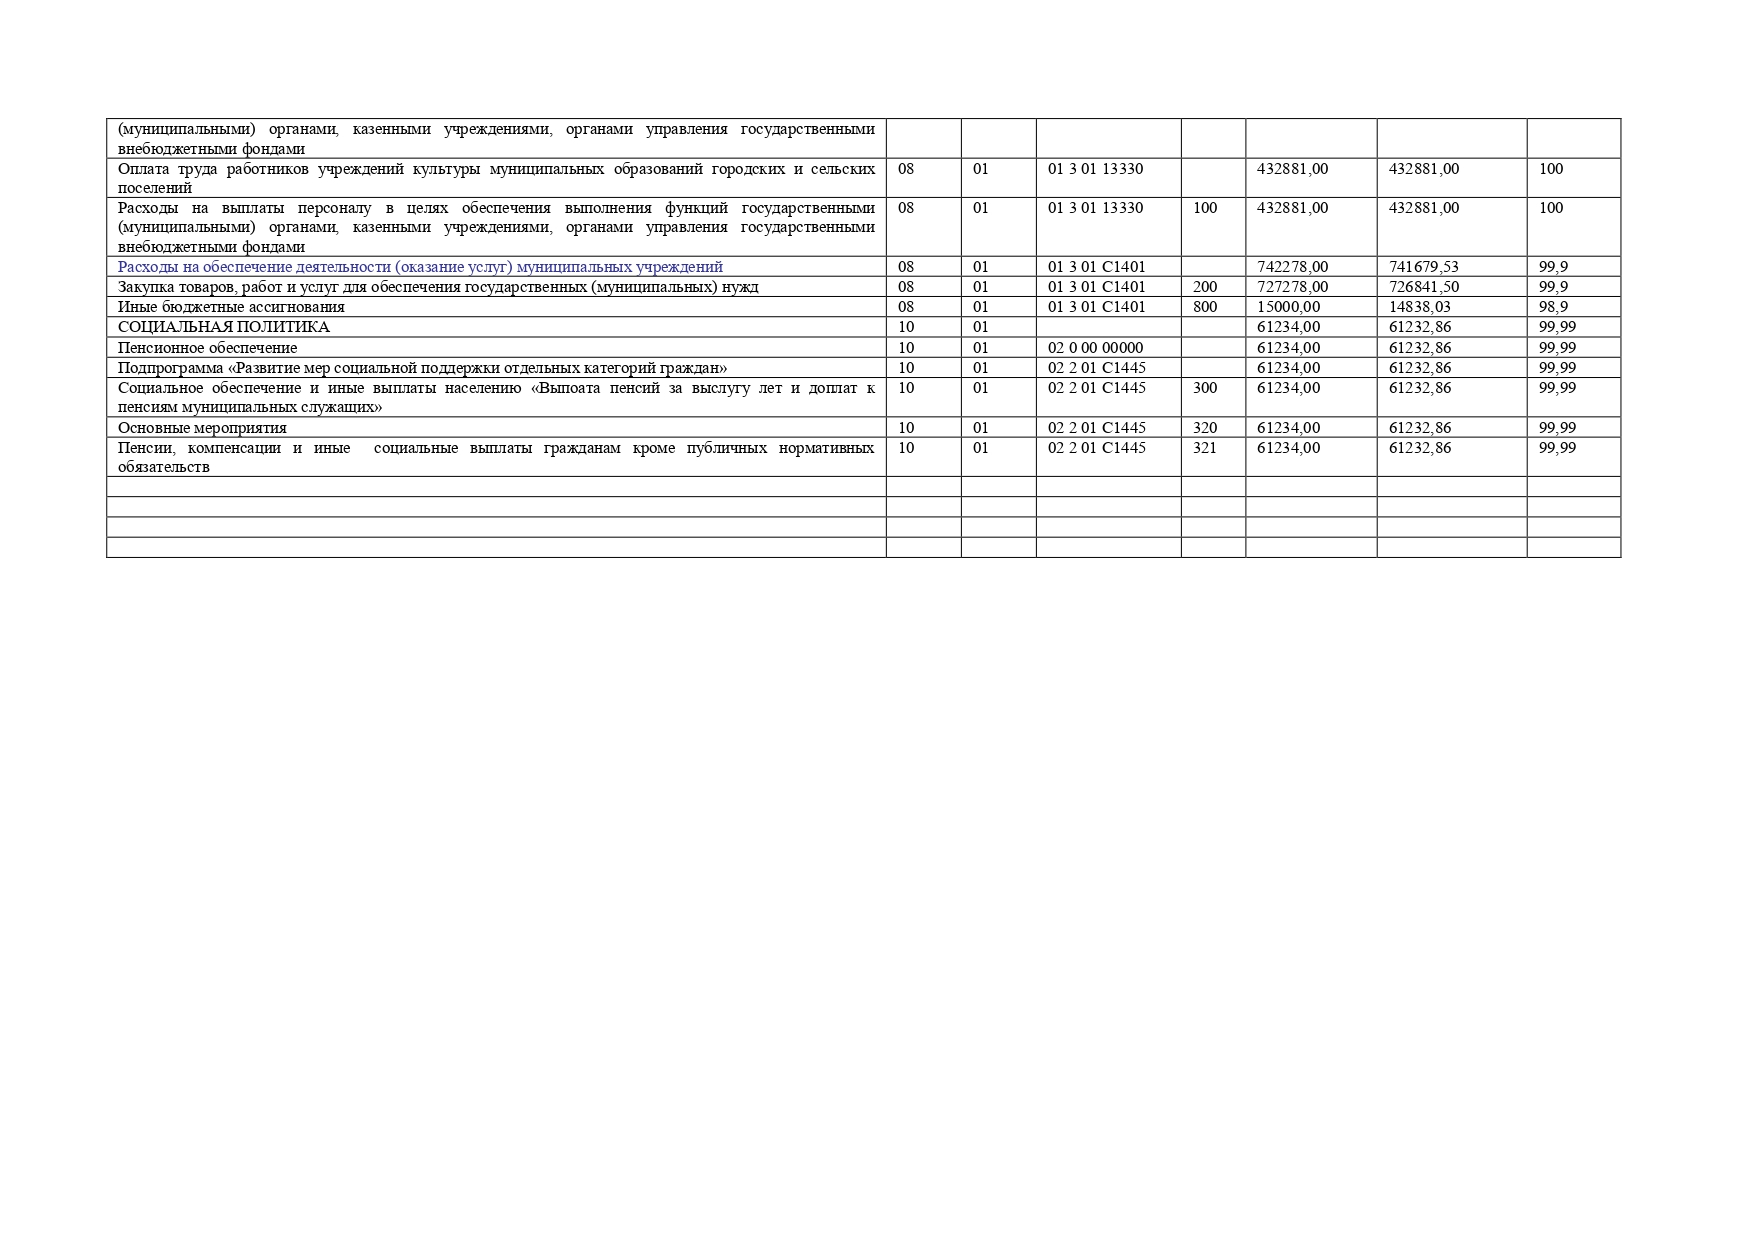 (муниципальными) органами, казенными учреждениями, органами управления государственными
внебюджетными фондами
Оплата труда работников учреждений культуры муниципальных образований городских и сельских 08 01 01 3 01 13330 432881,00 432881,00 100
поселений
Расходы на выплаты персоналу в целях обеспечения выполнения функций государственными 08 01 01 3 01 13330 100 432881,00 432881,00 100
(муниципальными) органами, казенными учреждениями, органами управления государственными
внебюджетными фондами
Расходы на обеспечение деятельности (оказание услуг) муниципальных учреждений 08 01 01 3 01 С1401 742278,00 741679,53 99,9
Закупка товаров, работ и услуг для обеспечения государственных (муниципальных) нужд 08 01 01 3 01 С1401 200 727278,00 726841,50 99,9
Иные бюджетные ассигнования 08 01 01 3 01 С1401 800 15000,00 14838,03 98,9
СОЦИАЛЬНАЯ ПОЛИТИКА 10 01 61234,00 61232,86 99,99
Пенсионное обеспечение 10 01 02 0 00 00000 61234,00 61232,86 99,99
Подпрограмма «Развитие мер социальной поддержки отдельных категорий граждан» 10 01 02 2 01 С1445 61234,00 61232,86 99,99
Социальное обеспечение и иные выплаты населению «Выпоата пенсий за выслугу лет и доплат к 10 01 02 2 01 С1445 300 61234,00 61232,86 99,99
пенсиям муниципальных служащих»
Основные мероприятия 10 01 02 2 01 С1445 320 61234,00 61232,86 99,99
Пенсии, компенсации и иные социальные выплаты гражданам кроме публичных нормативных 10 01 02 2 01 С1445 321 61234,00 61232,86 99,99
обязательств